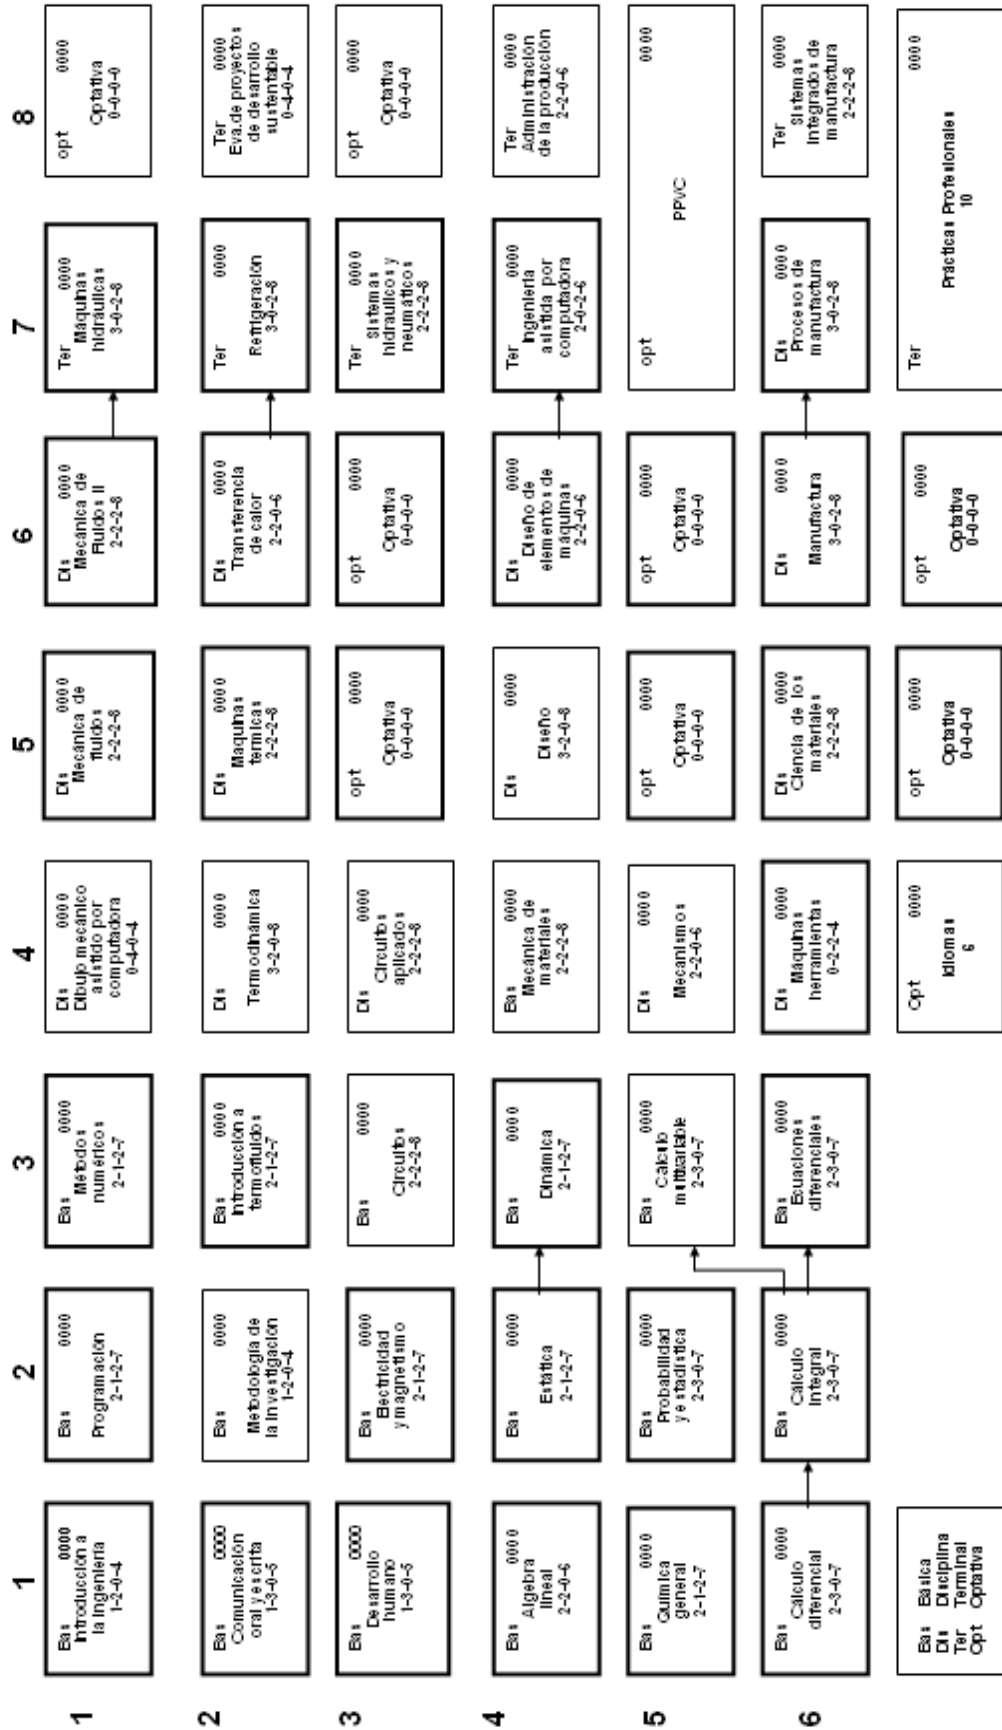 1 2 3 4 5 6 7 8
1
Bas 0000
Introducción a
la Ingeniería
1-2-0-4
Bas 0000
Programación
2-1-2-7
Bas 0000
Métodos
numéricos
2-1-2-7
Dis 0000
Dibujo mecánico
asistido por
computadora
0-4-0-4
Dis 0000
Mecánica de
fluidos
2-2-2-8
Dis 0000
Mecánica de
Fluidos II
2-2-2-8
Ter 0000
Máquinas
hidráulicas
3-0-2-8
opt 0000
Optativa
0-0-0-0
2
Bas 0000
Comunicación
oral y escrita
1-3-0-5
Bas 0000
Metodología de
la Investigación
1-2-0-4
Bas 0000
Introducción a
termofluidos
2-1-2-7
Dis 0000
Termodinámica
3-2-0-8
Dis 0000
Maquinas
termicas
2-2-2-8
Dis 0000
Transferencia
de calor
2-2-0-6
Ter 0000
Refrigeración
3-0-2-8
Ter 0000
Eva.de proyectos
de desarrollo
sustentable
0-4-0-4
3
Bas 0000
Desarrollo
humano
1-3-0-5
Bas 0000
Electricidad
y magnetismo
2-1-2-7
Bas 0000
Circuitos
2-2-2-8
Dis 0000
Circuitos
aplicados
2-2-2-8
opt 0000
Optativa
0-0-0-0
opt 0000
Optativa
0-0-0-0
Ter 0000
Sistemas
hidraulicos y
neumáticos
2-2-2-8
opt 0000
Optativa
0-0-0-0
4
Bas 0000
Algebra
lineal
2-2-0-6
Bas 0000
Estática
2-1-2-7
Bas 0000
Dinámica
2-1-2-7
Bas 0000
Mecánica de
materiales
2-2-2-8
Dis 0000
Diseño
3-2-0-8
Dis 0000
Diseño de
elementos de
máquinas
2-2-0-6
Ter 0000
Ingeniería
asistida por
computadora
2-0-2-6
Ter 0000
Administración
de la producción
2-2-0-6
5
Bas 0000
Química
general
2-1-2-7
Bas 0000
Probabilidad
y estadística
2-3-0-7
Bas 0000
Cálculo
multivariable
2-3-0-7
Dis 0000
Mecanismos
2-2-0-6
opt 0000
Optativa
0-0-0-0
opt 0000
Optativa
0-0-0-0
opt 0000
PPVC
6
Bas 0000
Cálculo
diferencial
2-3-0-7
Bas 0000
Cálculo
Integral
2-3-0-7
Bas 0000
Ecuaciones
diferenciales
2-3-0-7
Dis 0000
Máquinas
herramientas
0-2-2-4
Dis 0000
Ciencia de los
materiales
2-2-2-8
Dis 0000
Manufactura
3-0-2-8
Dis 0000
Procesos de
manufactura
3-0-2-8
Ter 0000
Sistemas
Integrados de
manufactura
2-2-2-8
Bas Básica
Dis Disciplina
Ter Terminal
Opt Optativa
Opt 0000
Idiomas
6
opt 0000
Optativa
0-0-0-0
opt 0000
Optativa
0-0-0-0
Ter 0000
Prácticas Profesionales
10